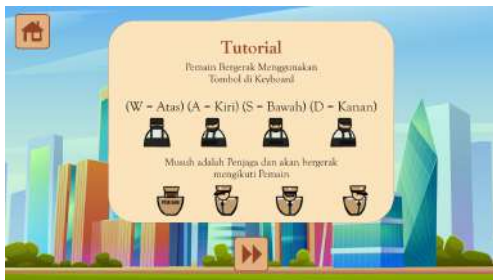 Tutorial
Pemain Bergerak Menggunakan
Tombol di Keyboard
(W - Atas) (A - Kiri) (S - Bawah) (D - Kanan)
Musuh adalah Penjaga dan akan bergerak
mengikuti Pemain